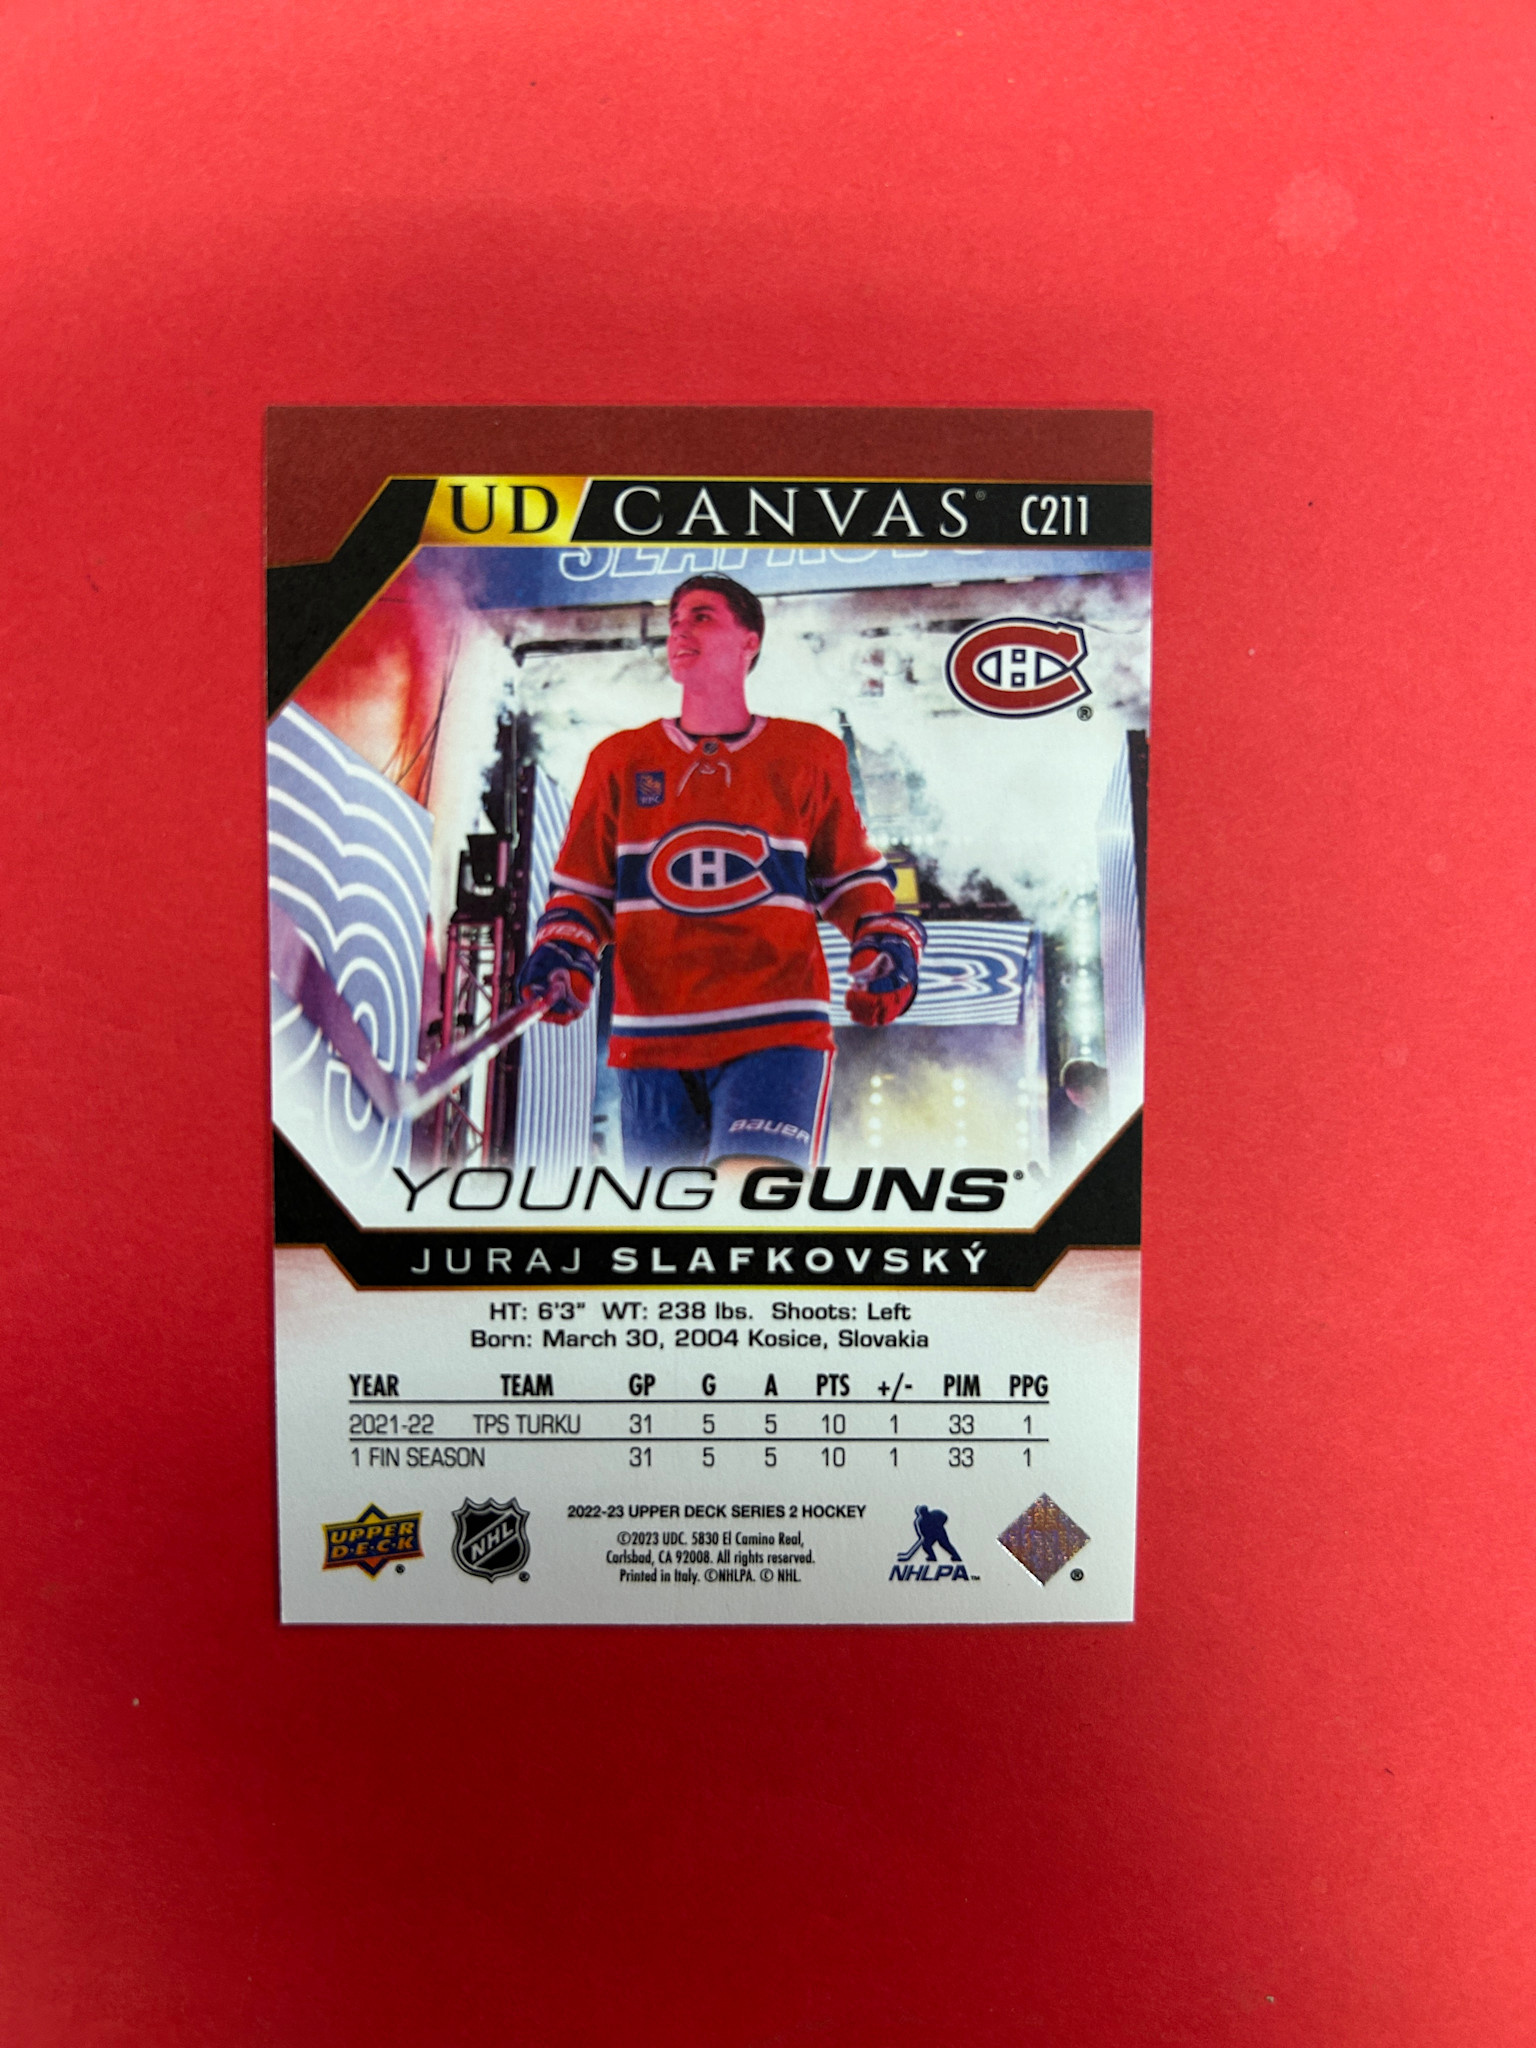 UD CANVAS® C211
BAUER
YOUNG GUNS®
JURAJ SLAFKOVSKÝ
HT: 6'3" WT: 238 lbs. Shoots: Left
Born: March 30, 2004 Kosice, Slovakia
YEAR TEAM GP G A PTS +/- PIM PPG
2021-22 TPS TURKU 31 5 5 10 1 33 1
1 FIN SEASON 31 5 5 10 1 33 1
UPPER
D·E·C·K ®
NHL ®
2022-23 UPPER DECK SERIES 2 HOCKEY
©2023 UDC. 5830 El Camino Real,
Carlsbad, CA 92008. All rights reserved.
Printed in Italy. ©NHLPA. © NHL.
NHLPA™
®